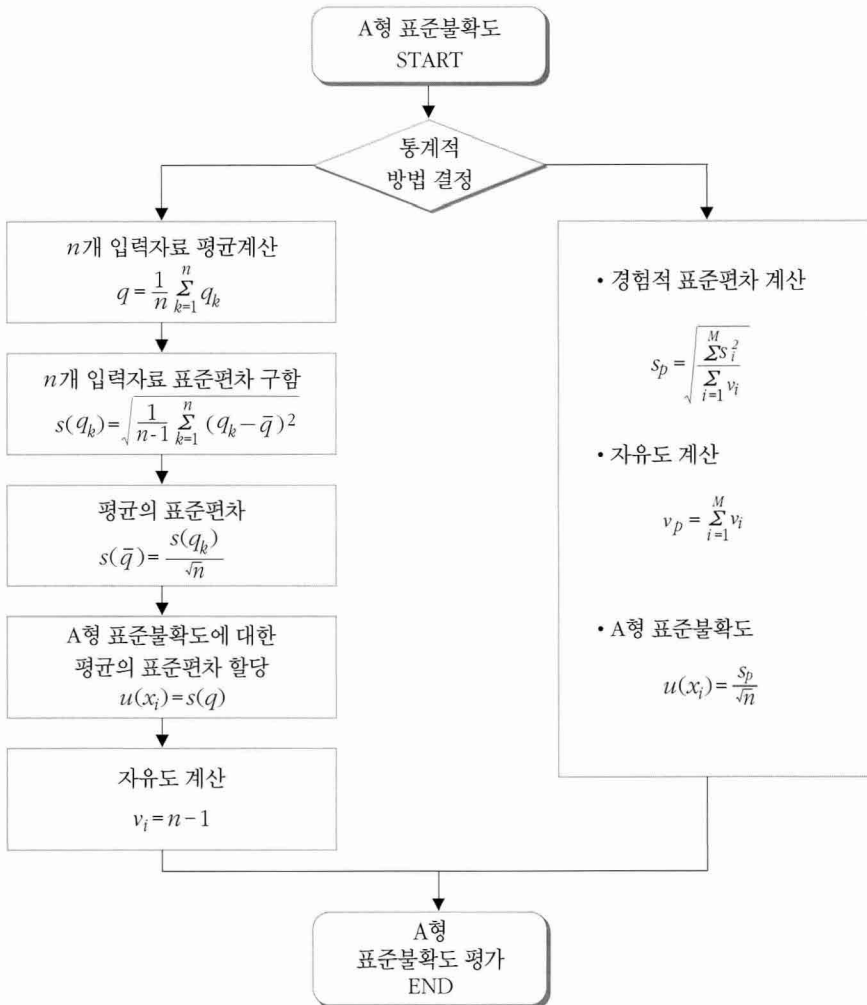 A형 표준불확도
START
통계적
방법 결정
n개 입력자료 평균계산
q = 1/n Σ_{k=1}^{n} q_k
n개 입력자료 표준편차 구함
s(q_k) = √(1/(n-1) Σ_{k=1}^{n} (q_k − q̄)²)
평균의 표준편차
s(q̄) = s(q_k)/√n
A형 표준불확도에 대한
평균의 표준편차 할당
u(x_i) = s(q)
자유도 계산
v_i = n − 1
• 경험적 표준편차 계산
s_p = √(Σ^{M} s_i² / Σ_{i=1} v_i)
• 자유도 계산
v_p = Σ_{i=1}^{M} v_i
• A형 표준불확도
u(x_i) = s_p/√n
A형
표준불확도 평가
END